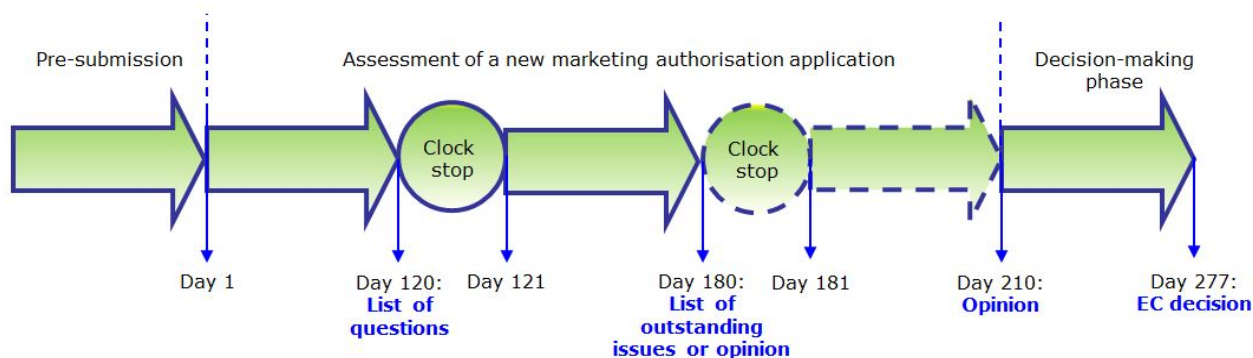 Pre-submission
Assessment of a new marketing authorisation application
Decision-making
phase
Clock
stop
Clock
stop
Day 1
Day 120:
List of
questions
Day 121
Day 180:
List of
outstanding
issues or opinion
Day 181
Day 210:
Opinion
Day 277:
EC decision